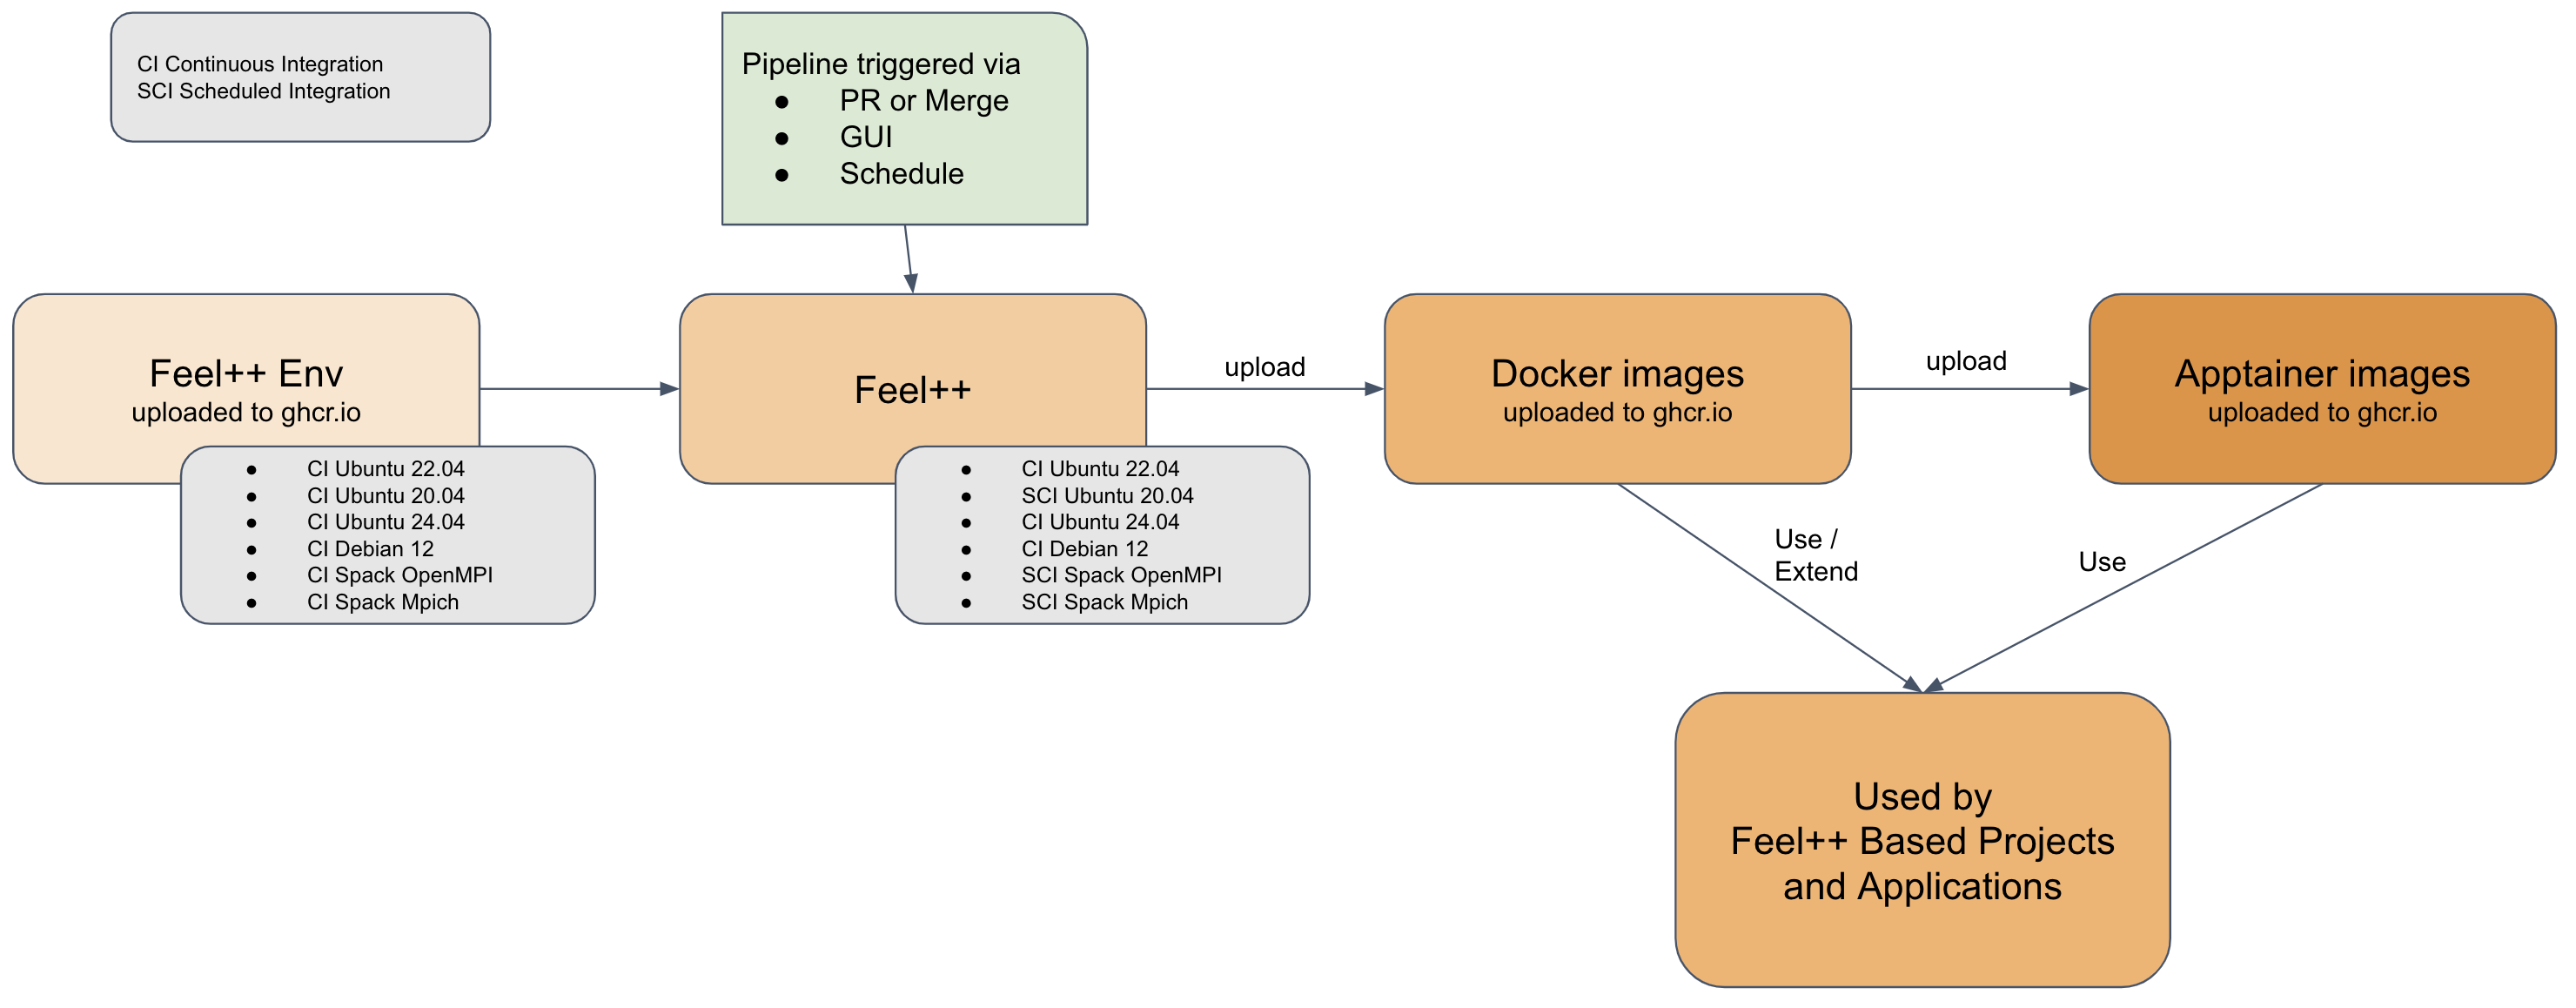 CI Continuous Integration
SCI Scheduled Integration
Pipeline triggered via
● PR or Merge
● GUI
● Schedule
Feel++ Env
uploaded to ghcr.io
● CI Ubuntu 22.04
● CI Ubuntu 20.04
● CI Ubuntu 24.04
● CI Debian 12
● CI Spack OpenMPI
● CI Spack Mpich
Feel++
● CI Ubuntu 22.04
● SCI Ubuntu 20.04
● CI Ubuntu 24.04
● CI Debian 12
● SCI Spack OpenMPI
● SCI Spack Mpich
upload
Docker images
uploaded to ghcr.io
upload
Apptainer images
uploaded to ghcr.io
Use /
Extend
Use
Used by
Feel++ Based Projects
and Applications